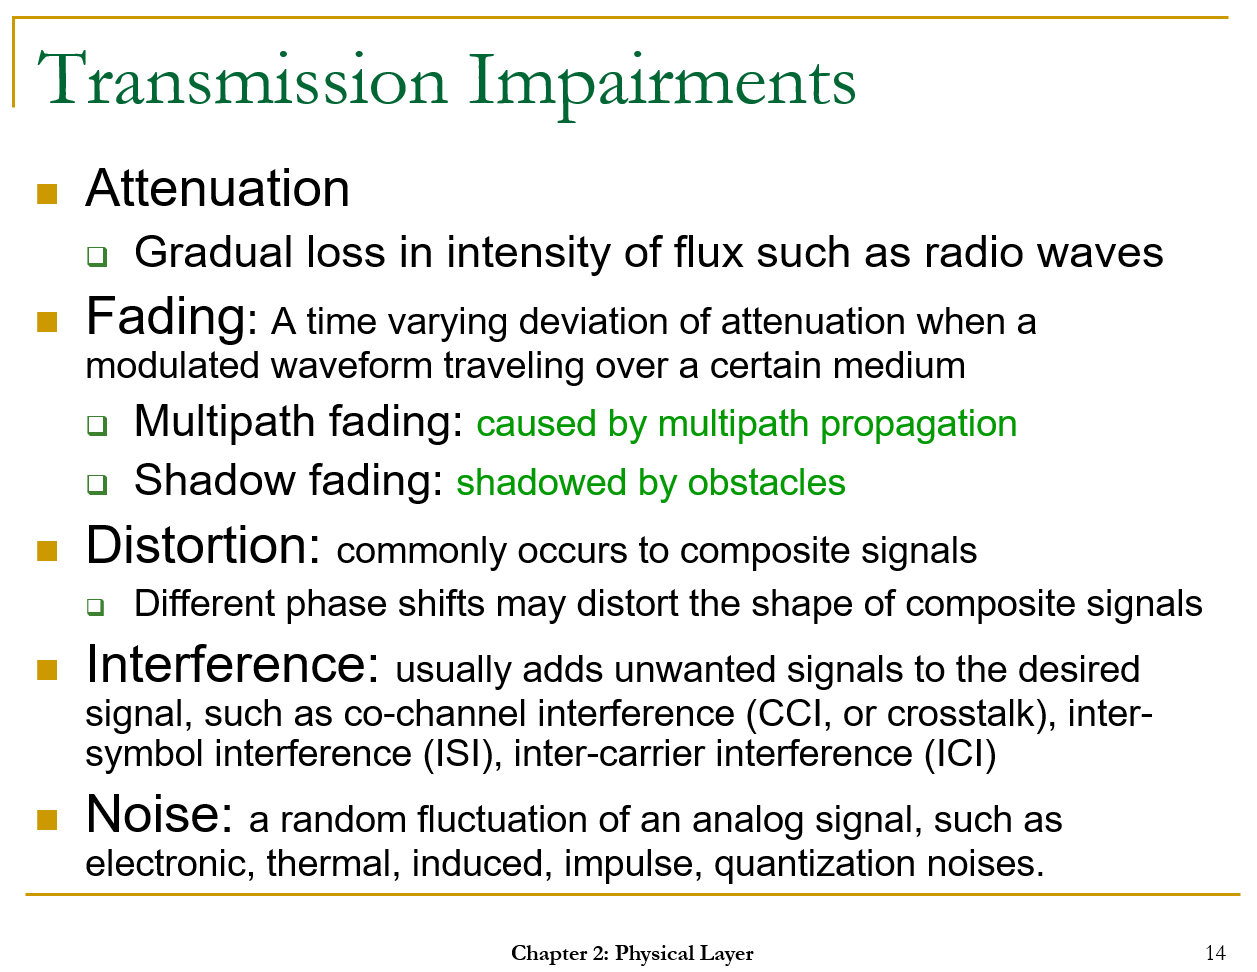 Transmission Impairments
Attenuation
Gradual loss in intensity of flux such as radio waves
Fading: A time varying deviation of attenuation when a
modulated waveform traveling over a certain medium
Multipath fading: caused by multipath propagation
Shadow fading: shadowed by obstacles
Distortion: commonly occurs to composite signals
Different phase shifts may distort the shape of composite signals
Interference: usually adds unwanted signals to the desired
signal, such as co-channel interference (CCI, or crosstalk), inter-
symbol interference (ISI), inter-carrier interference (ICI)
Noise: a random fluctuation of an analog signal, such as
electronic, thermal, induced, impulse, quantization noises.
Chapter 2: Physical Layer
14